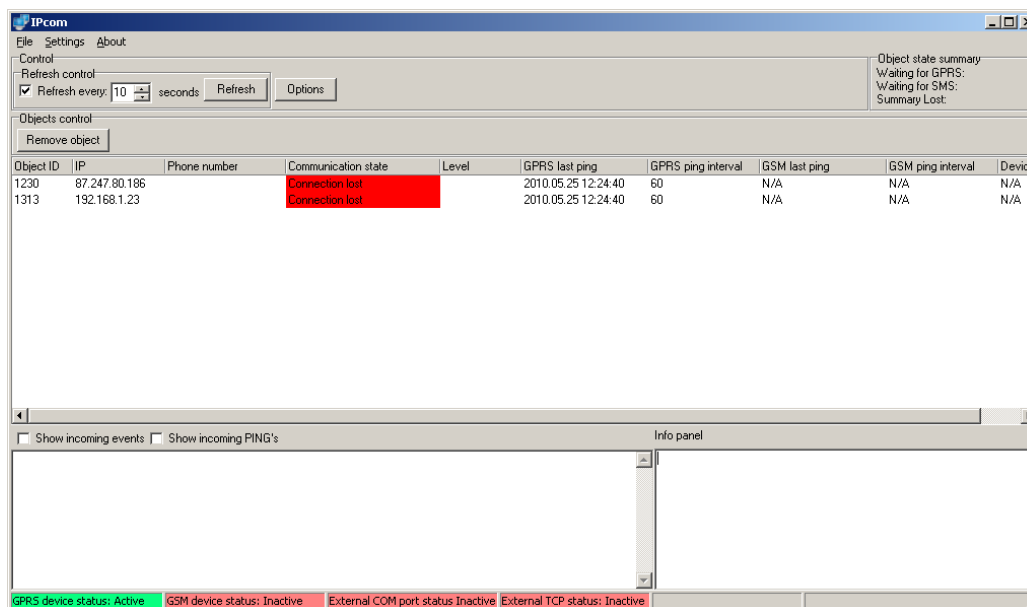 IPcom
File Settings About
Control
Refresh control
Refresh every: 10 seconds Refresh Options
Object state summary
Waiting for GPRS:
Waiting for SMS:
Summary Lost:
Objects control
Remove object
Object ID IP Phone number Communication state Level GPRS last ping GPRS ping interval GSM last ping GSM ping interval Devic
1230 87.247.80.186 Connection lost 2010.05.25 12:24:40 60 N/A N/A N/A
1313 192.168.1.23 Connection lost 2010.05.25 12:24:40 60 N/A N/A N/A
Show incoming events Show incoming PING's Info panel
GPRS device status: Active GSM device status: Inactive External COM port status Inactive External TCP status: Inactive